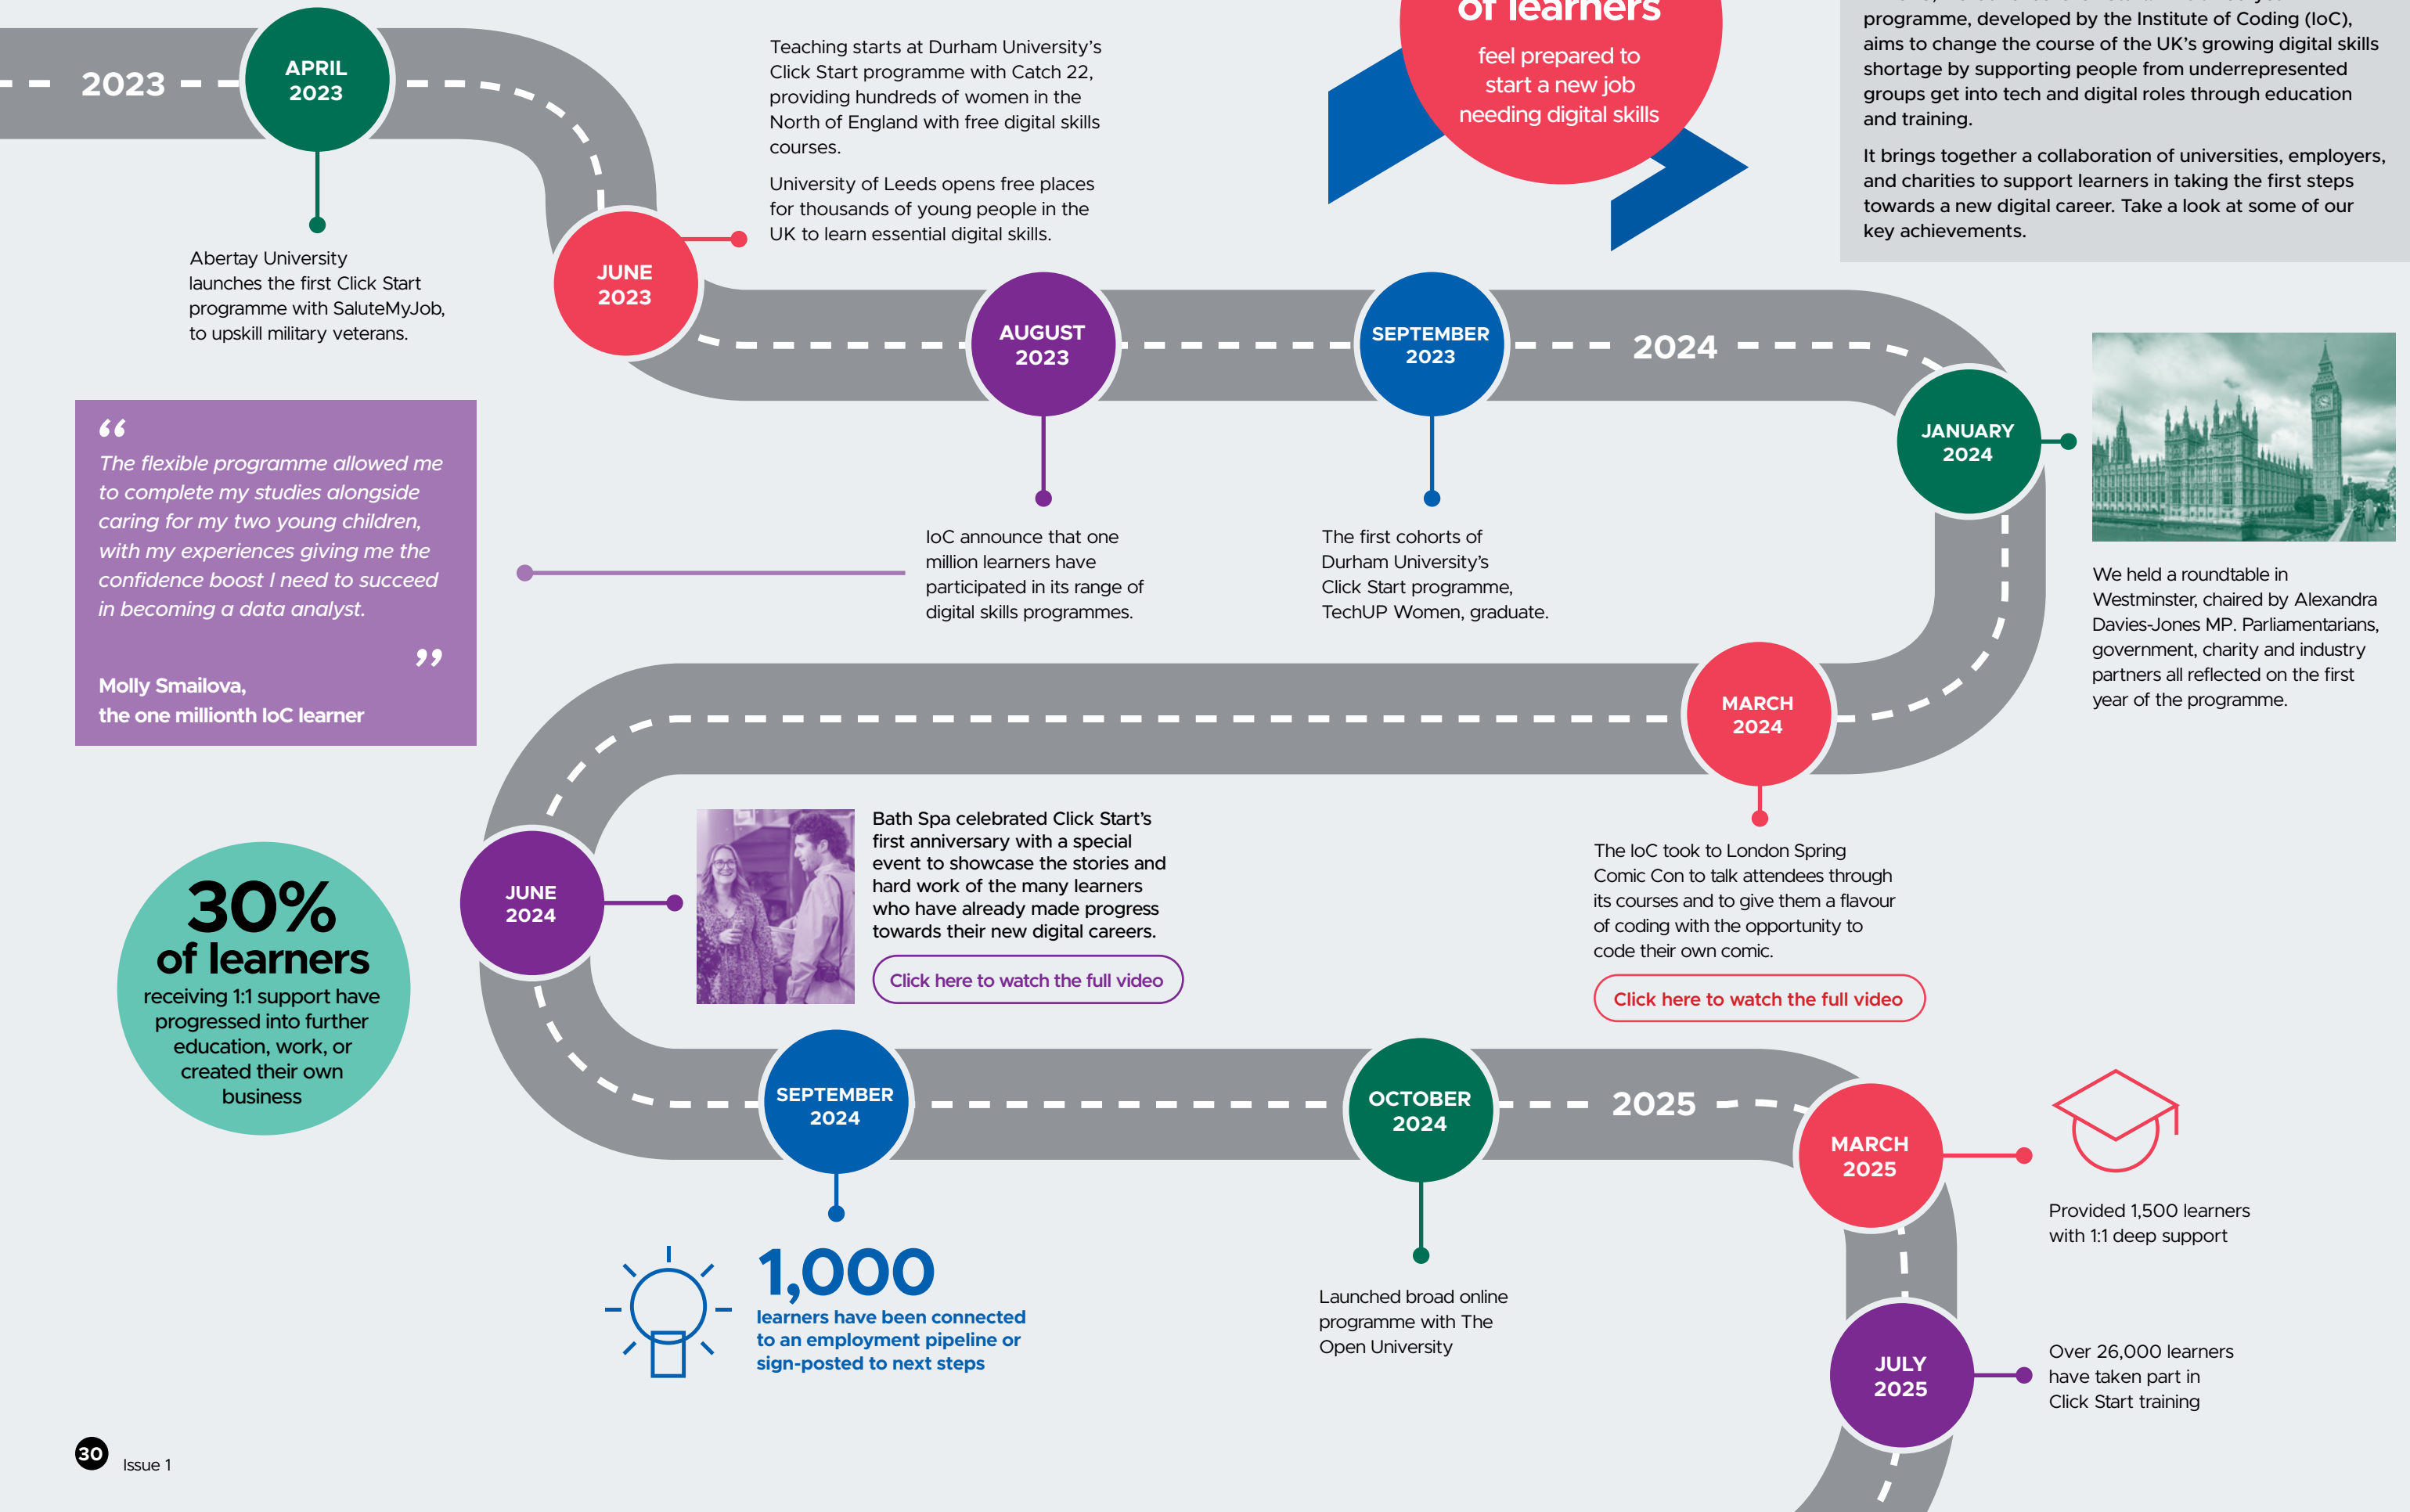 of learners
feel prepared to
start a new job
needing digital skills
programme, developed by the Institute of Coding (IoC),
aims to change the course of the UK's growing digital skills
shortage by supporting people from underrepresented
groups get into tech and digital roles through education
and training.
It brings together a collaboration of universities, employers,
and charities to support learners in taking the first steps
towards a new digital career. Take a look at some of our
key achievements.
2023
APRIL
2023
Abertay University
launches the first Click Start
programme with SaluteMyJob,
to upskill military veterans.
JUNE
2023
Teaching starts at Durham University's
Click Start programme with Catch 22,
providing hundreds of women in the
North of England with free digital skills
courses.
University of Leeds opens free places
for thousands of young people in the
UK to learn essential digital skills.
AUGUST
2023
IoC announce that one
million learners have
participated in its range of
digital skills programmes.
“
The flexible programme allowed me
to complete my studies alongside
caring for my two young children,
with my experiences giving me the
confidence boost I need to succeed
in becoming a data analyst.
”
Molly Smailova,
the one millionth IoC learner
SEPTEMBER
2023
The first cohorts of
Durham University's
Click Start programme,
TechUP Women, graduate.
2024
JANUARY
2024
We held a roundtable in
Westminster, chaired by Alexandra
Davies-Jones MP. Parliamentarians,
government, charity and industry
partners all reflected on the first
year of the programme.
MARCH
2024
The IoC took to London Spring
Comic Con to talk attendees through
its courses and to give them a flavour
of coding with the opportunity to
code their own comic.
Click here to watch the full video
JUNE
2024
Bath Spa celebrated Click Start's
first anniversary with a special
event to showcase the stories and
hard work of the many learners
who have already made progress
towards their new digital careers.
Click here to watch the full video
30%
of learners
receiving 1:1 support have
progressed into further
education, work, or
created their own
business
SEPTEMBER
2024
1,000
learners have been connected
to an employment pipeline or
sign-posted to next steps
OCTOBER
2024
Launched broad online
programme with The
Open University
2025
MARCH
2025
Provided 1,500 learners
with 1:1 deep support
JULY
2025
Over 26,000 learners
have taken part in
Click Start training
30
Issue 1